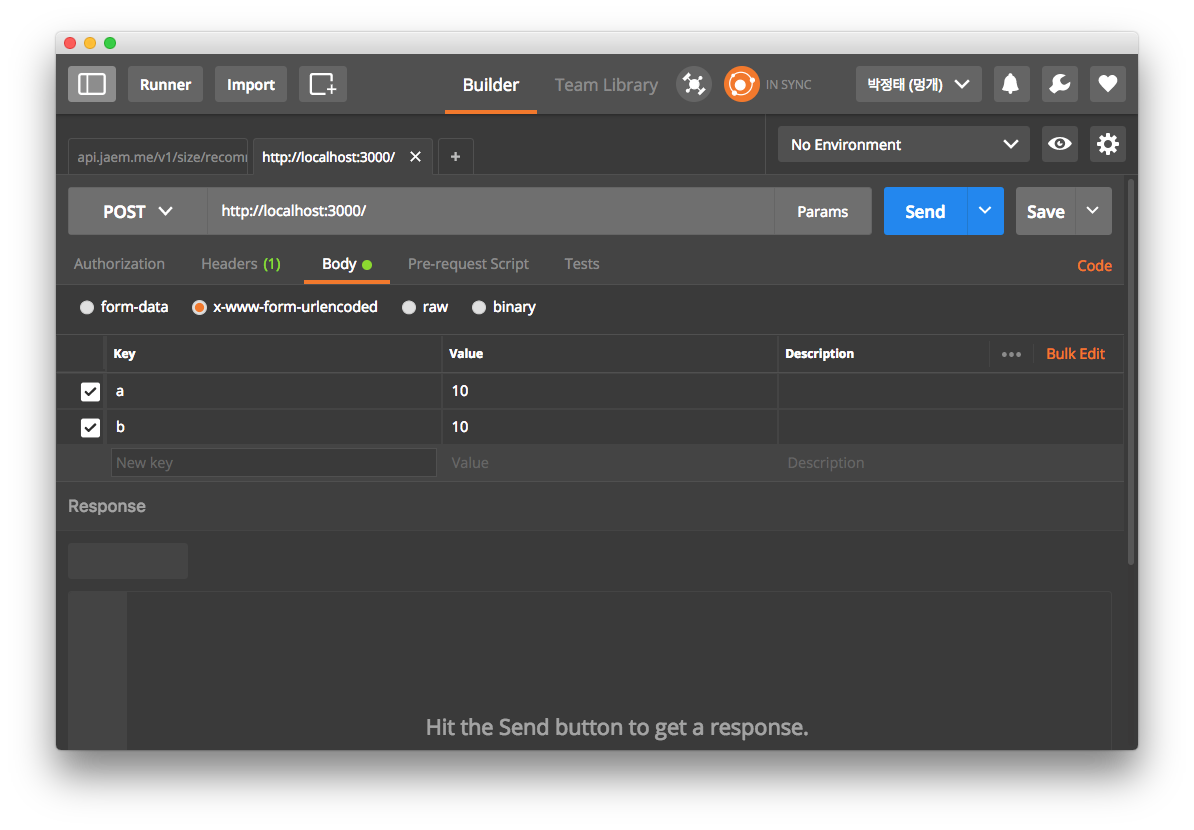 Runner Import Builder Team Library IN SYNC 박정태 (멍개)
api.jaem.me/v1/size/recom http://localhost:3000/ No Environment
POST http://localhost:3000/ Params Send Save
Authorization Headers (1) Body Pre-request Script Tests Code
form-data x-www-form-urlencoded raw binary
Key Value Description Bulk Edit
a 10
b 10
New key Value Description
Response
Hit the Send button to get a response.